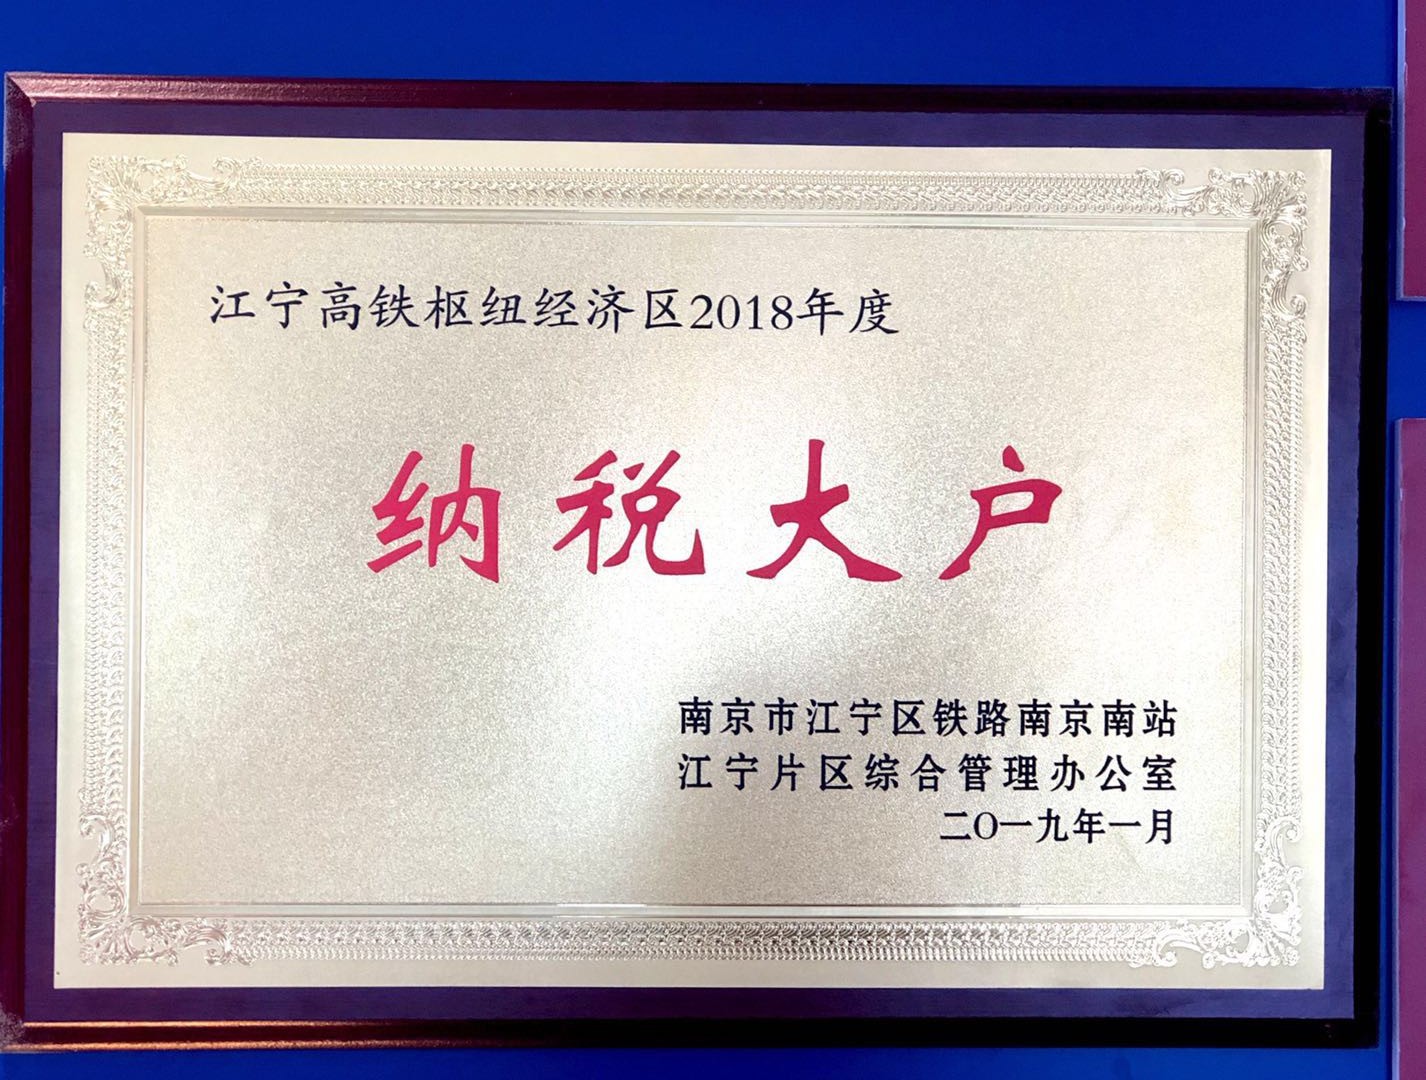 江宁高铁枢纽经济区2018年度
纳税大户
南京市江宁区铁路南京南站
江宁片区综合管理办公室
二O一九年一月